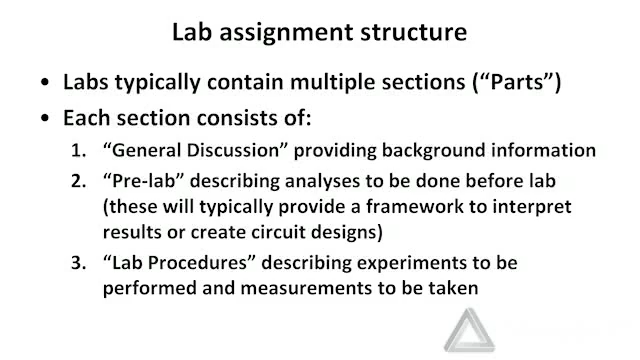 Lab assignment structure
• Labs typically contain multiple sections (“Parts”)
• Each section consists of:
1. “General Discussion” providing background information
2. “Pre-lab” describing analyses to be done before lab
(these will typically provide a framework to interpret
results or create circuit designs)
3. “Lab Procedures” describing experiments to be
performed and measurements to be taken